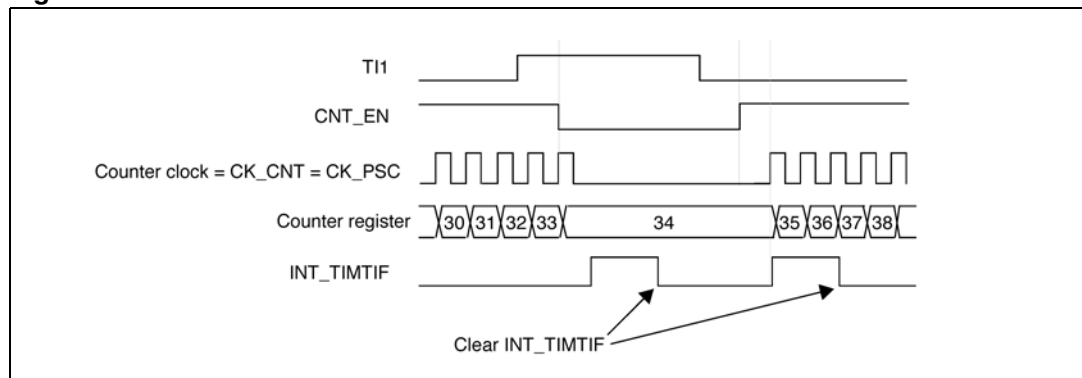 TI1
CNT_EN
Counter clock = CK_CNT = CK_PSC
Counter register 30 31 32 33 34 35 36 37 38
INT_TIMTIF
Clear INT_TIMTIF